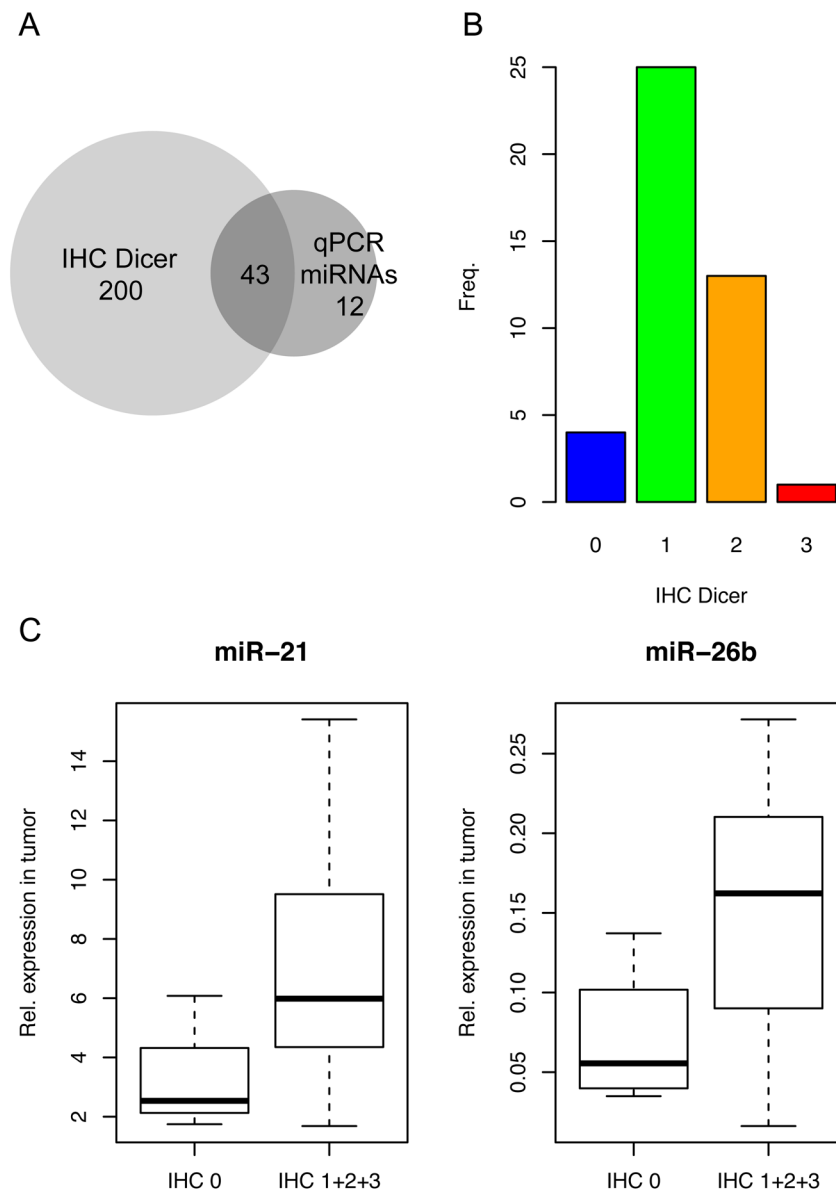 A
IHC Dicer
200
43
qPCR
miRNAs
12
B
25
20
15
10
5
0
Freq.
0 1 2 3
IHC Dicer
C
miR−21
14
12
10
8
6
4
2
Rel. expression in tumor
IHC 0 IHC 1+2+3
miR−26b
0.25
0.20
0.15
0.10
0.05
Rel. expression in tumor
IHC 0 IHC 1+2+3